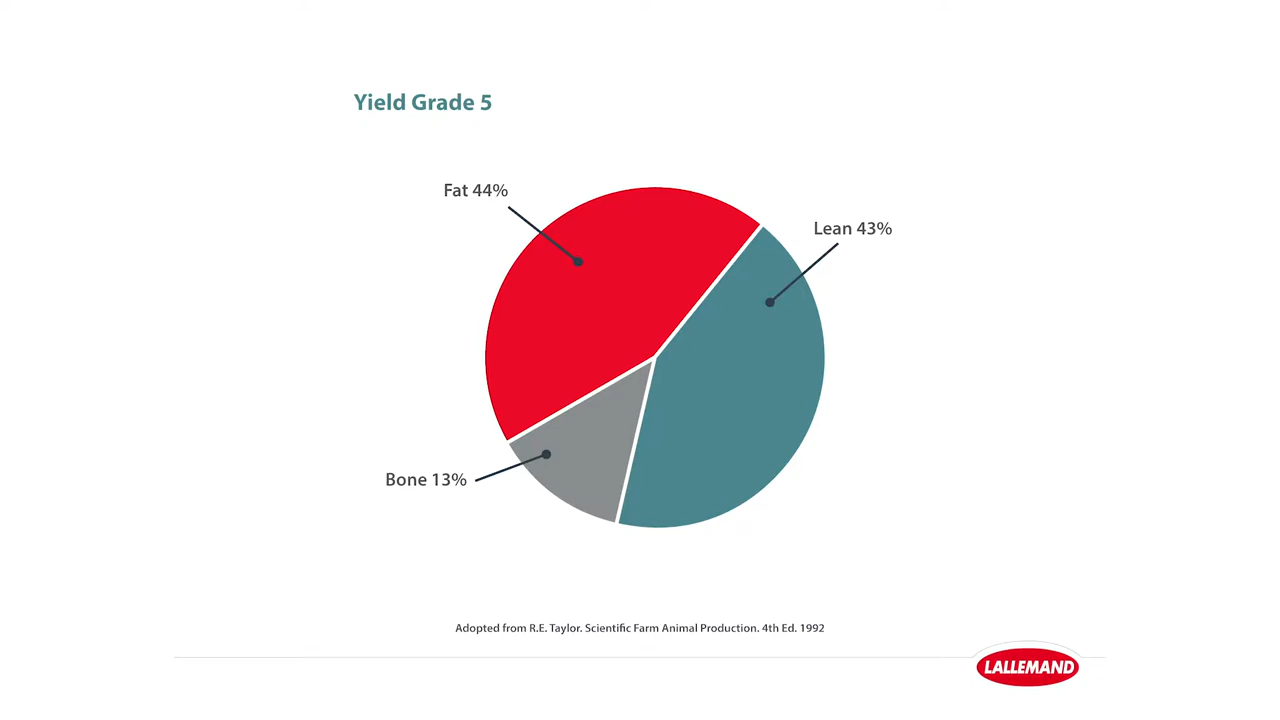 Yield Grade 5
Fat 44%
Lean 43%
Bone 13%
Adopted from R.E. Taylor. Scientific Farm Animal Production. 4th Ed. 1992
LALLEMAND